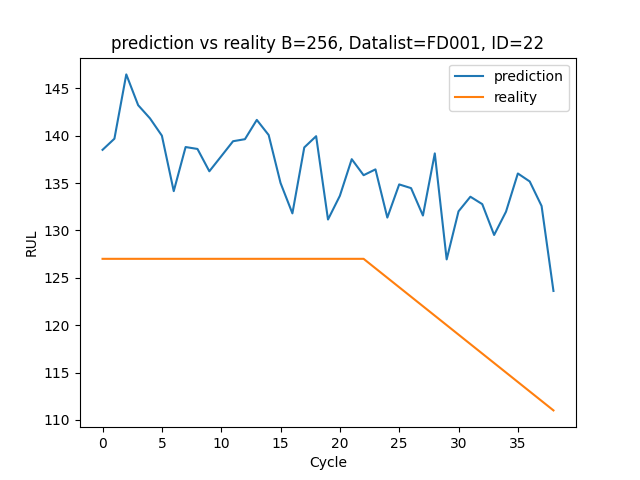 prediction vs reality B=256, Datalist=FD001, ID=22
prediction
reality
RUL
145
140
135
130
125
120
115
110
0 5 10 15 20 25 30 35
Cycle